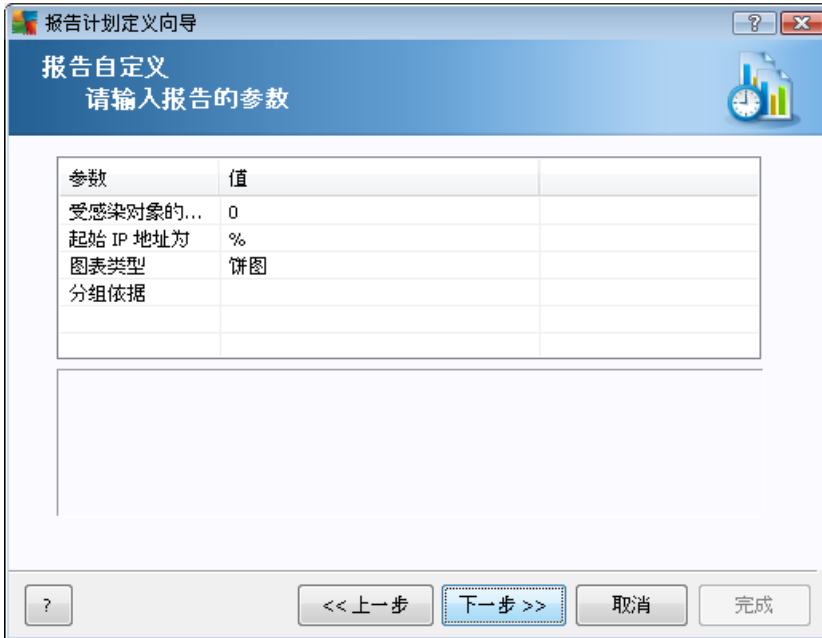 报告计划定义向导
?
报告自定义
请输入报告的参数
参数 值
受感染对象的... 0
起始 IP 地址为 %
图表类型 饼图
分组依据
? << 上一步 下一步 >> 取消 完成